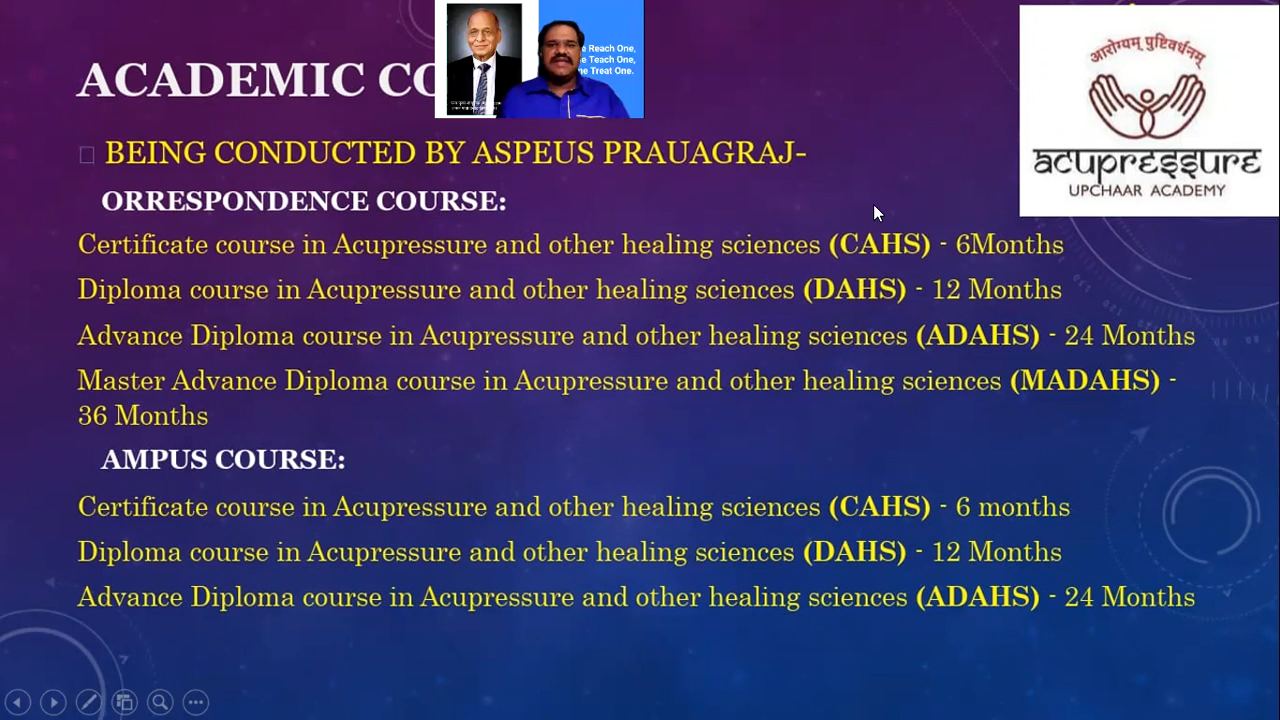 e Reach One,
e Teach One,
ne Treat One.
आरोग्यम् पुष्टिवर्धनम्
acupressure
UPCHAAR ACADEMY
ACADEMIC CO
BEING CONDUCTED BY ASPEUS PRAUAGRAJ-
ORRESPONDENCE COURSE:
Certificate course in Acupressure and other healing sciences (CAHS) - 6Months
Diploma course in Acupressure and other healing sciences (DAHS) - 12 Months
Advance Diploma course in Acupressure and other healing sciences (ADAHS) - 24 Months
Master Advance Diploma course in Acupressure and other healing sciences (MADAHS) -
36 Months
AMPUS COURSE:
Certificate course in Acupressure and other healing sciences (CAHS) - 6 months
Diploma course in Acupressure and other healing sciences (DAHS) - 12 Months
Advance Diploma course in Acupressure and other healing sciences (ADAHS) - 24 Months